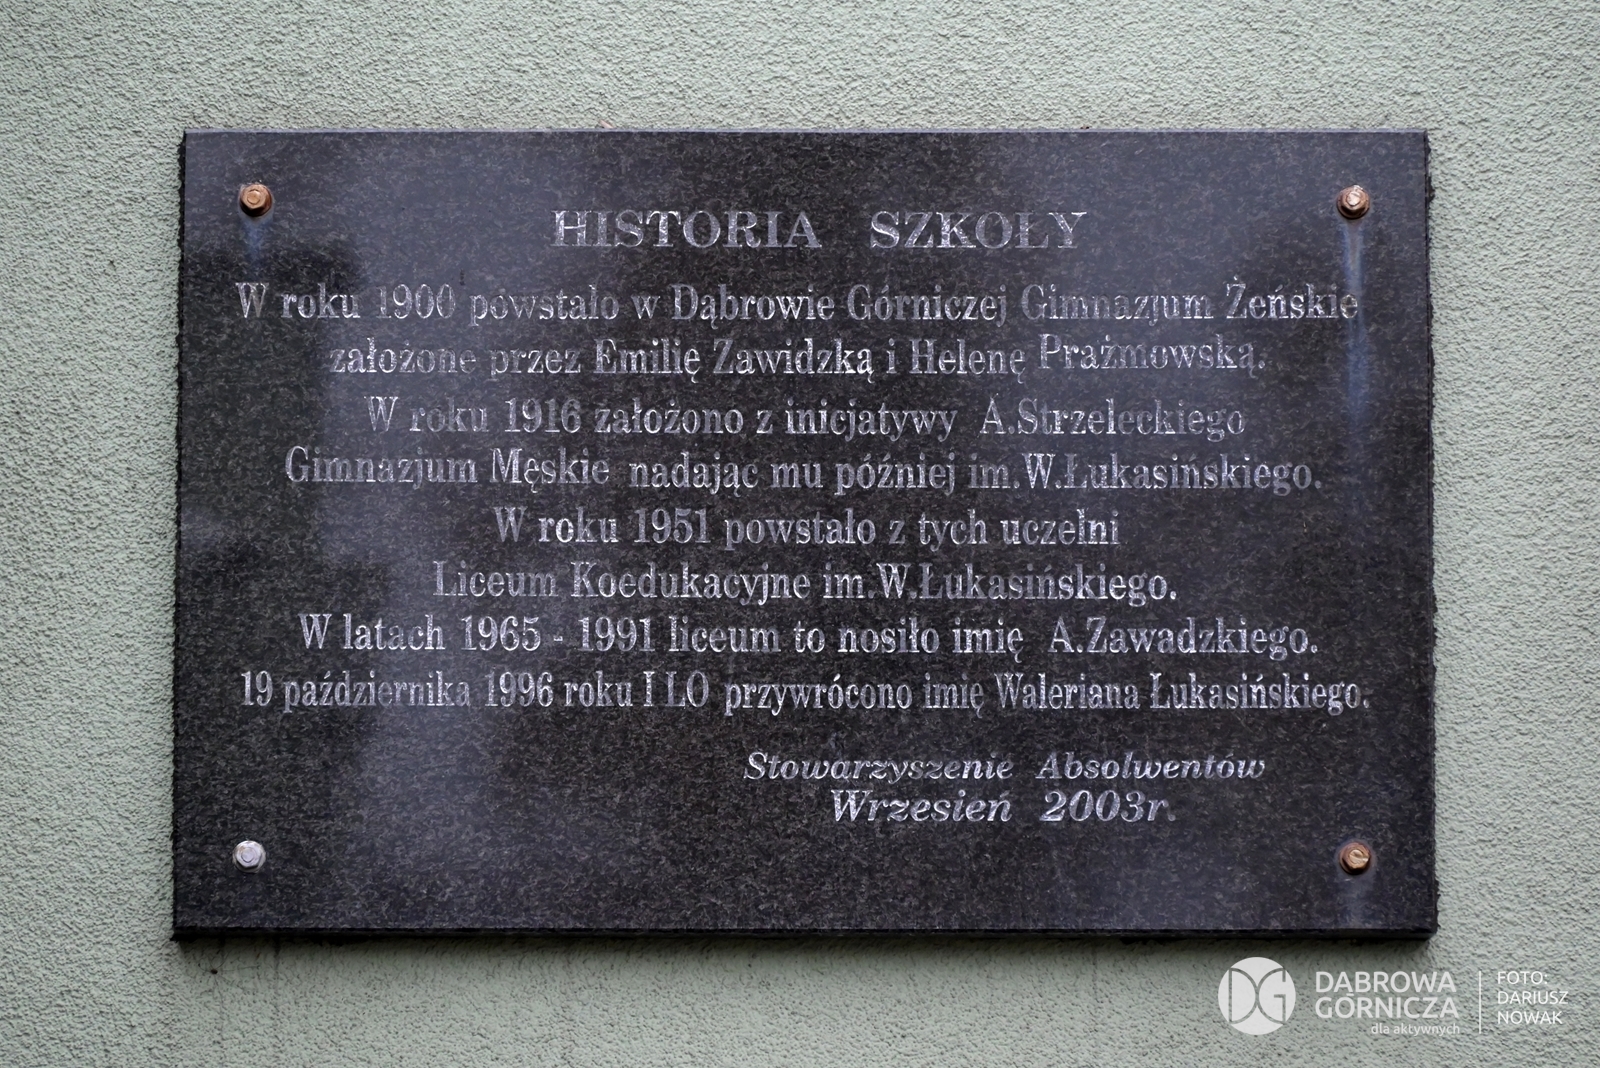 HISTORIA SZKOŁY
W roku 1900 powstało w Dąbrowie Górniczej Gimnazjum Żeńskie
założone przez Emilię Zawidzką i Helenę Prażmowską.
W roku 1916 założono z inicjatywy A.Strzeleckiego
Gimnazjum Męskie nadając mu później im.W.Łukasińskiego.
W roku 1951 powstało z tych uczelni
Liceum Koedukacyjne im.W.Łukasińskiego.
W latach 1965 - 1991 liceum to nosiło imię A.Zawadzkiego.
19 października 1996 roku I LO przywrócono imię Waleriana Łukasińskiego.
Stowarzyszenie Absolwentów
Wrzesień 2003r.
DG
DĄBROWA
GÓRNICZA
dla aktywnych
FOTO:
DARIUSZ
NOWAK